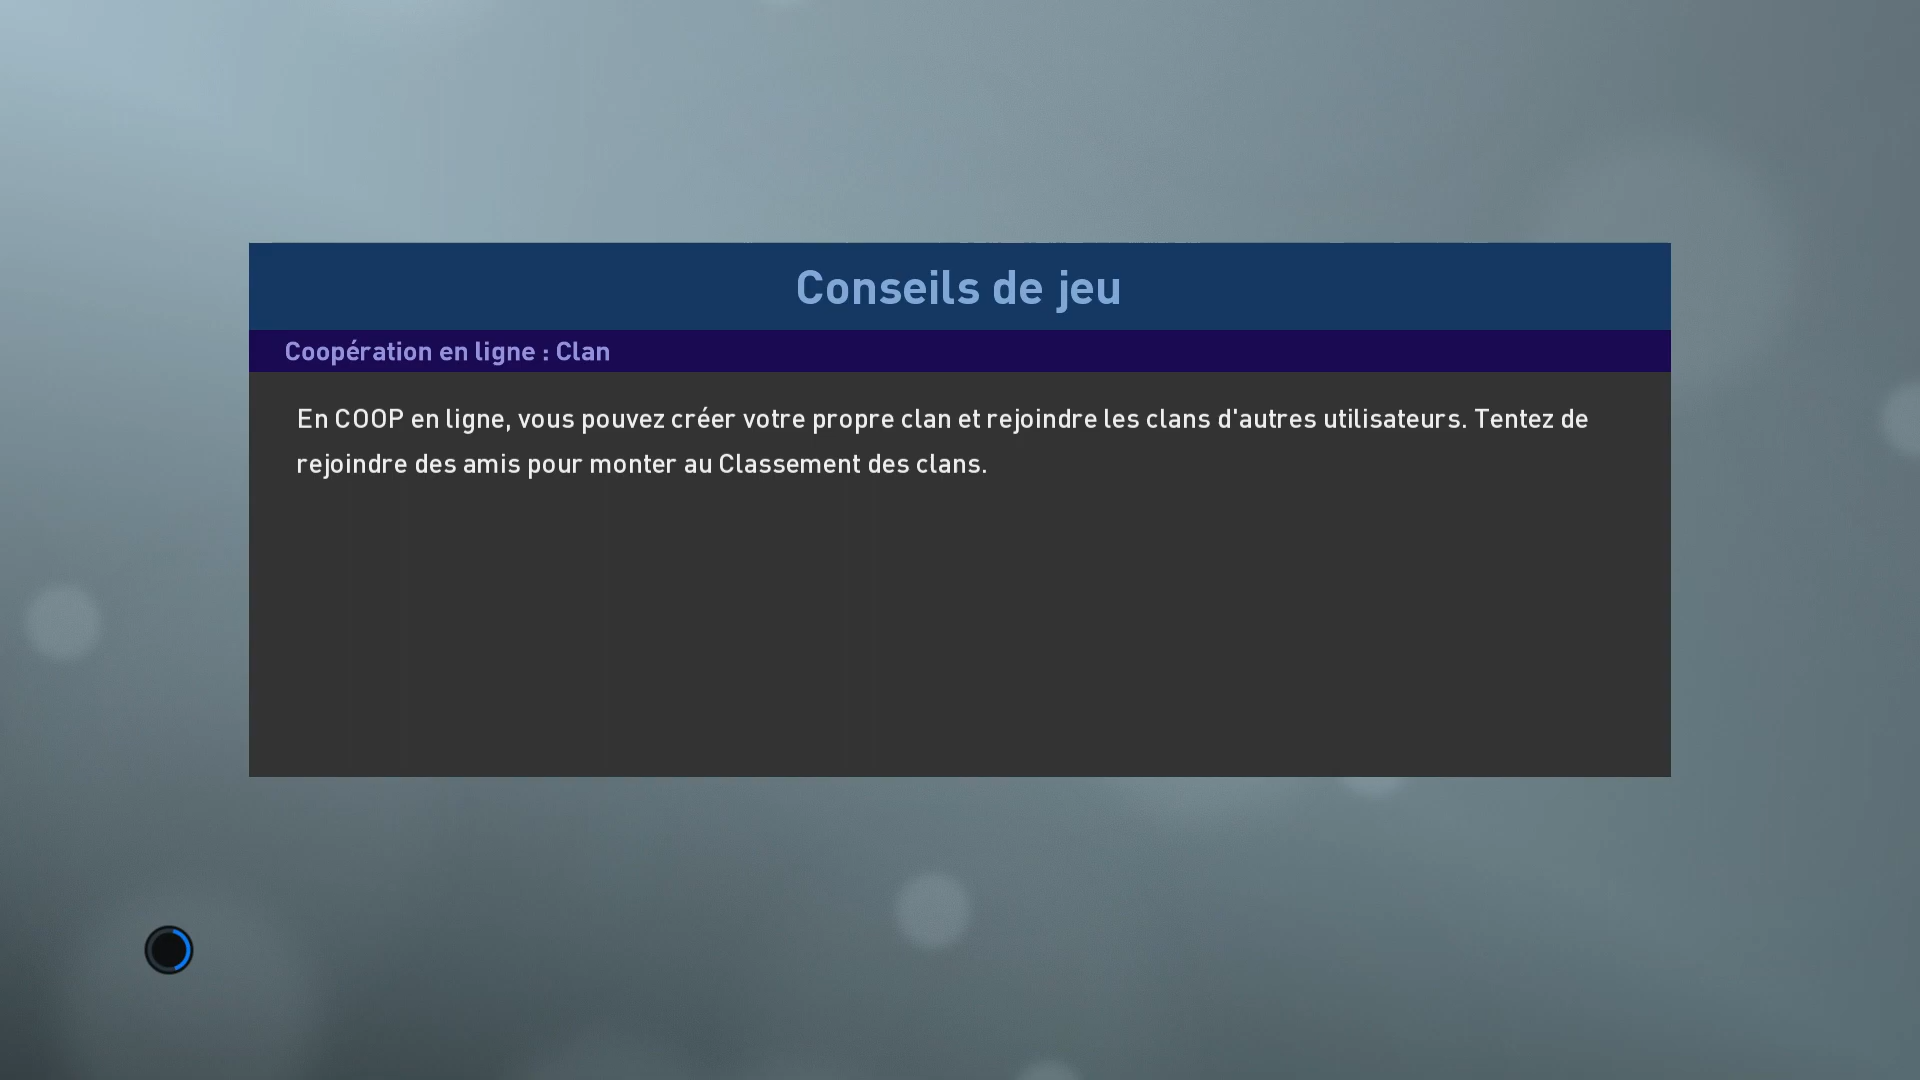 Conseils de jeu
Coopération en ligne : Clan
En COOP en ligne, vous pouvez créer votre propre clan et rejoindre les clans d'autres utilisateurs. Tentez de
rejoindre des amis pour monter au Classement des clans.